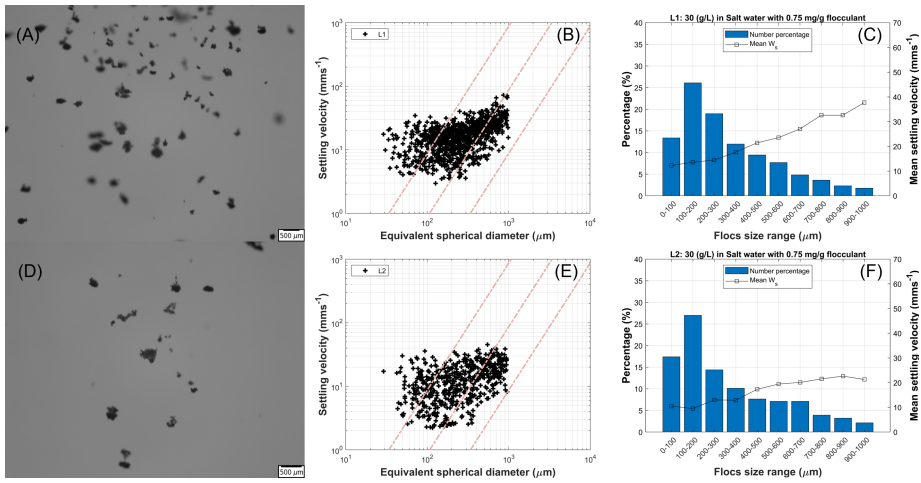 (A)
500 µm
(B)
L1
Settling velocity (mms⁻¹)
10³
10²
10¹
10⁰
10¹ 10² 10³ 10⁴
Equivalent spherical diameter (µm)
L1: 30 (g/L) in Salt water with 0.75 mg/g flocculant
(C)
Number percentage
Mean Wₛ
Percentage (%)
40
35
30
25
20
15
10
5
0
70
60
50
40
30
20
10
0
Mean settling velocity (mms⁻¹)
0-100 100-200 200-300 300-400 400-500 500-600 600-700 700-800 800-900 900-1000
Flocs size range (µm)
(D)
500 µm
(E)
L2
Settling velocity (mms⁻¹)
10³
10²
10¹
10⁰
10¹ 10² 10³ 10⁴
Equivalent spherical diameter (µm)
L2: 30 (g/L) in Salt water with 0.75 mg/g flocculant
(F)
Number percentage
Mean Wₛ
Percentage (%)
40
35
30
25
20
15
10
5
0
70
60
50
40
30
20
10
0
Mean settling velocity (mms⁻¹)
0-100 100-200 200-300 300-400 400-500 500-600 600-700 700-800 800-900 900-1000
Flocs size range (µm)